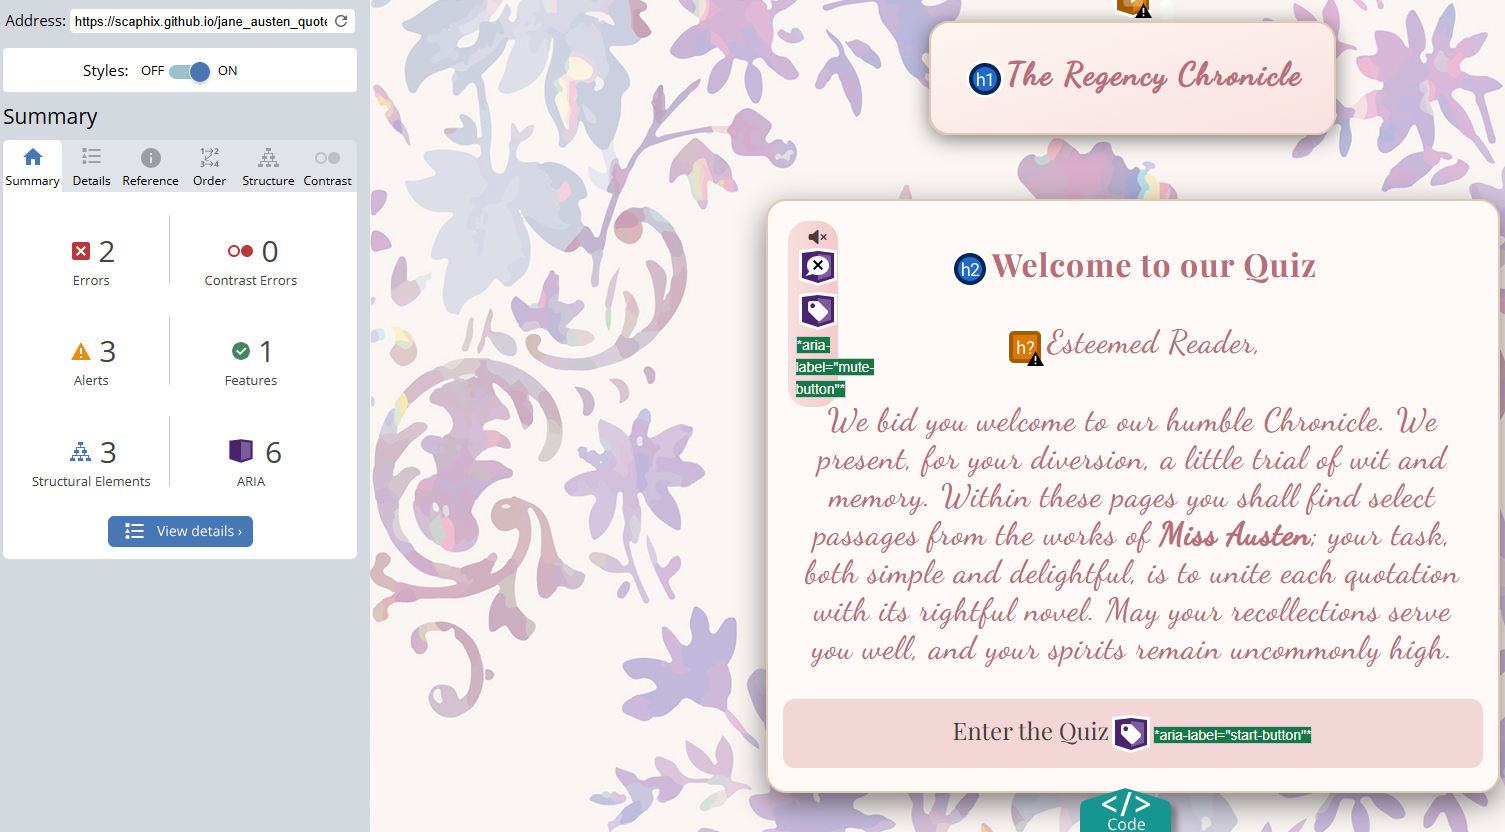 Address: https://scaphix.github.io/jane_austen_quote
Styles: OFF ON
Summary
Summary Details Reference Order Structure Contrast
1→2
3→4
2 0
Errors Contrast Errors
3 1
Alerts Features
3 6
Structural Elements ARIA
View details ›
h1 The Regency Chronicle
h2 Welcome to our Quiz
*aria-
label="mute-
button"*
h? Esteemed Reader,
We bid you welcome to our humble Chronicle. We
present, for your diversion, a little trial of wit and
memory. Within these pages you shall find select
passages from the works of Miss Austen; your task,
both simple and delightful, is to unite each quotation
with its rightful novel. May your recollections serve
you well, and your spirits remain uncommonly high.
Enter the Quiz *aria-label="start-button"*
</>
Code